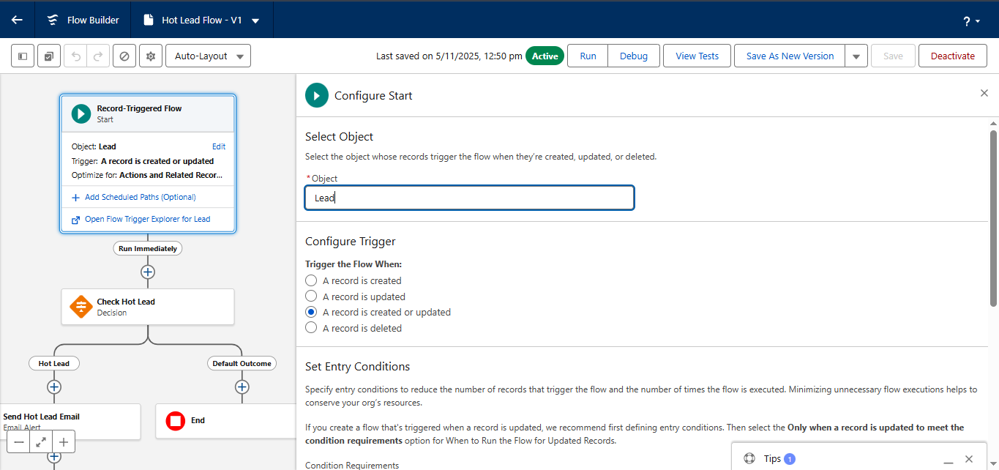 Flow Builder
Hot Lead Flow - V1
?
Auto-Layout
Last saved on 5/11/2025, 12:50 pm
Active
Run
Debug
View Tests
Save As New Version
Save
Deactivate
Record-Triggered Flow
Start
Object: Lead
Edit
Trigger: A record is created or updated
Optimize for: Actions and Related Recor...
Add Scheduled Paths (Optional)
Open Flow Trigger Explorer for Lead
Run Immediately
Check Hot Lead
Decision
Hot Lead
Default Outcome
Send Hot Lead Email
Email Alert
End
Configure Start
Select Object
Select the object whose records trigger the flow when they're created, updated, or deleted.
*Object
Lead
Configure Trigger
Trigger the Flow When:
A record is created
A record is updated
A record is created or updated
A record is deleted
Set Entry Conditions
Specify entry conditions to reduce the number of records that trigger the flow and the number of times the flow is executed. Minimizing unnecessary flow executions helps to
conserve your org's resources.
If you create a flow that's triggered when a record is updated, we recommend first defining entry conditions. Then select the Only when a record is updated to meet the
condition requirements option for When to Run the Flow for Updated Records.
Condition Requirements
Tips 1